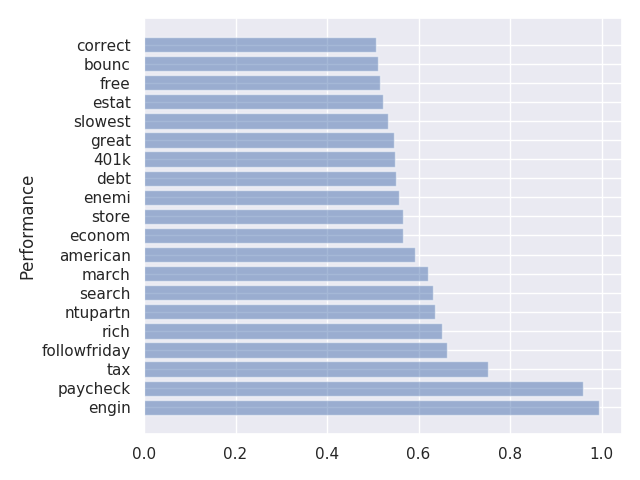 Performance
correct
bounc
free
estat
slowest
great
401k
debt
enemi
store
econom
american
march
search
ntupartn
rich
followfriday
tax
paycheck
engin
0.0 0.2 0.4 0.6 0.8 1.0